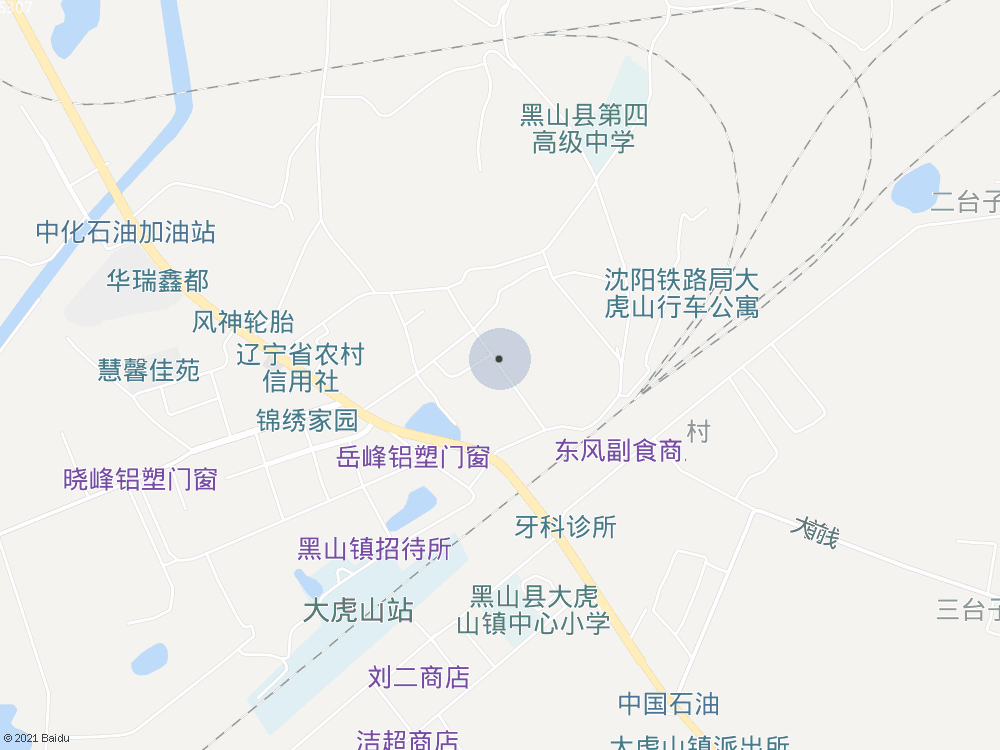 黑山县第四
高级中学
二台子
中化石油加油站
华瑞鑫都
沈阳铁路局大
虎山行车公寓
风神轮胎
辽宁省农村
信用社
慧馨佳苑
锦绣家园
村
岳峰铝塑门窗
东风副食商
晓峰铝塑门窗
牙科诊所
黑山镇招待所
大虎山站
黑山县大虎
山镇中心小学
三台子
刘二商店
中国石油
洁超商店
大虎山镇派出所
© 2021 Baidu